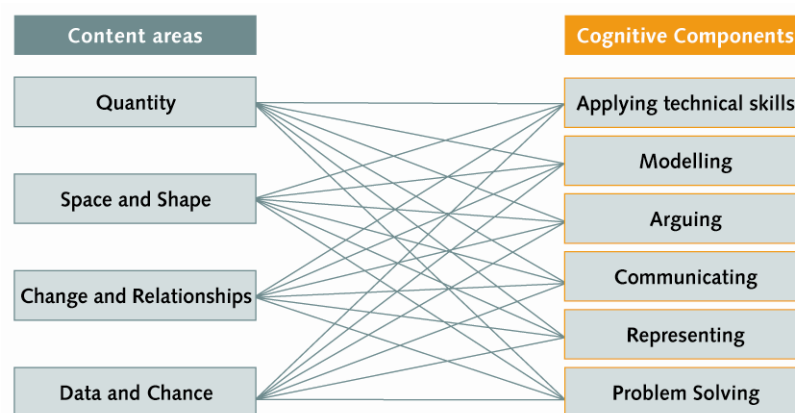 Content areas
Quantity
Space and Shape
Change and Relationships
Data and Chance
Cognitive Components
Applying technical skills
Modelling
Arguing
Communicating
Representing
Problem Solving